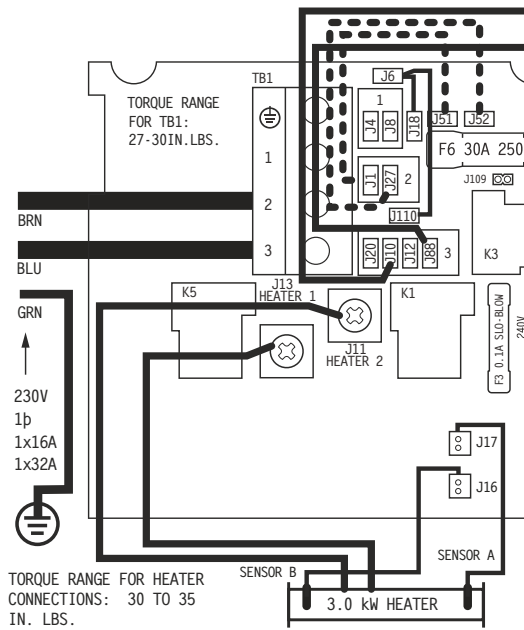 TB1
TORQUE RANGE
FOR TB1:
27-30IN.LBS.
1
2
3
J6
1
J4
J8
J18
J51
J52
F6 30A 250
J1
J27
2
J109
J110
J20
J10
J12
J88
3
K3
BRN
BLU
GRN
K5
J13
HEATER 1
J11
HEATER 2
K1
F3 0.1A SLO-BLOW
240V
230V
1þ
1x16A
1x32A
J17
J16
SENSOR B
SENSOR A
3.0 kW HEATER
TORQUE RANGE FOR HEATER
CONNECTIONS: 30 TO 35
IN. LBS.